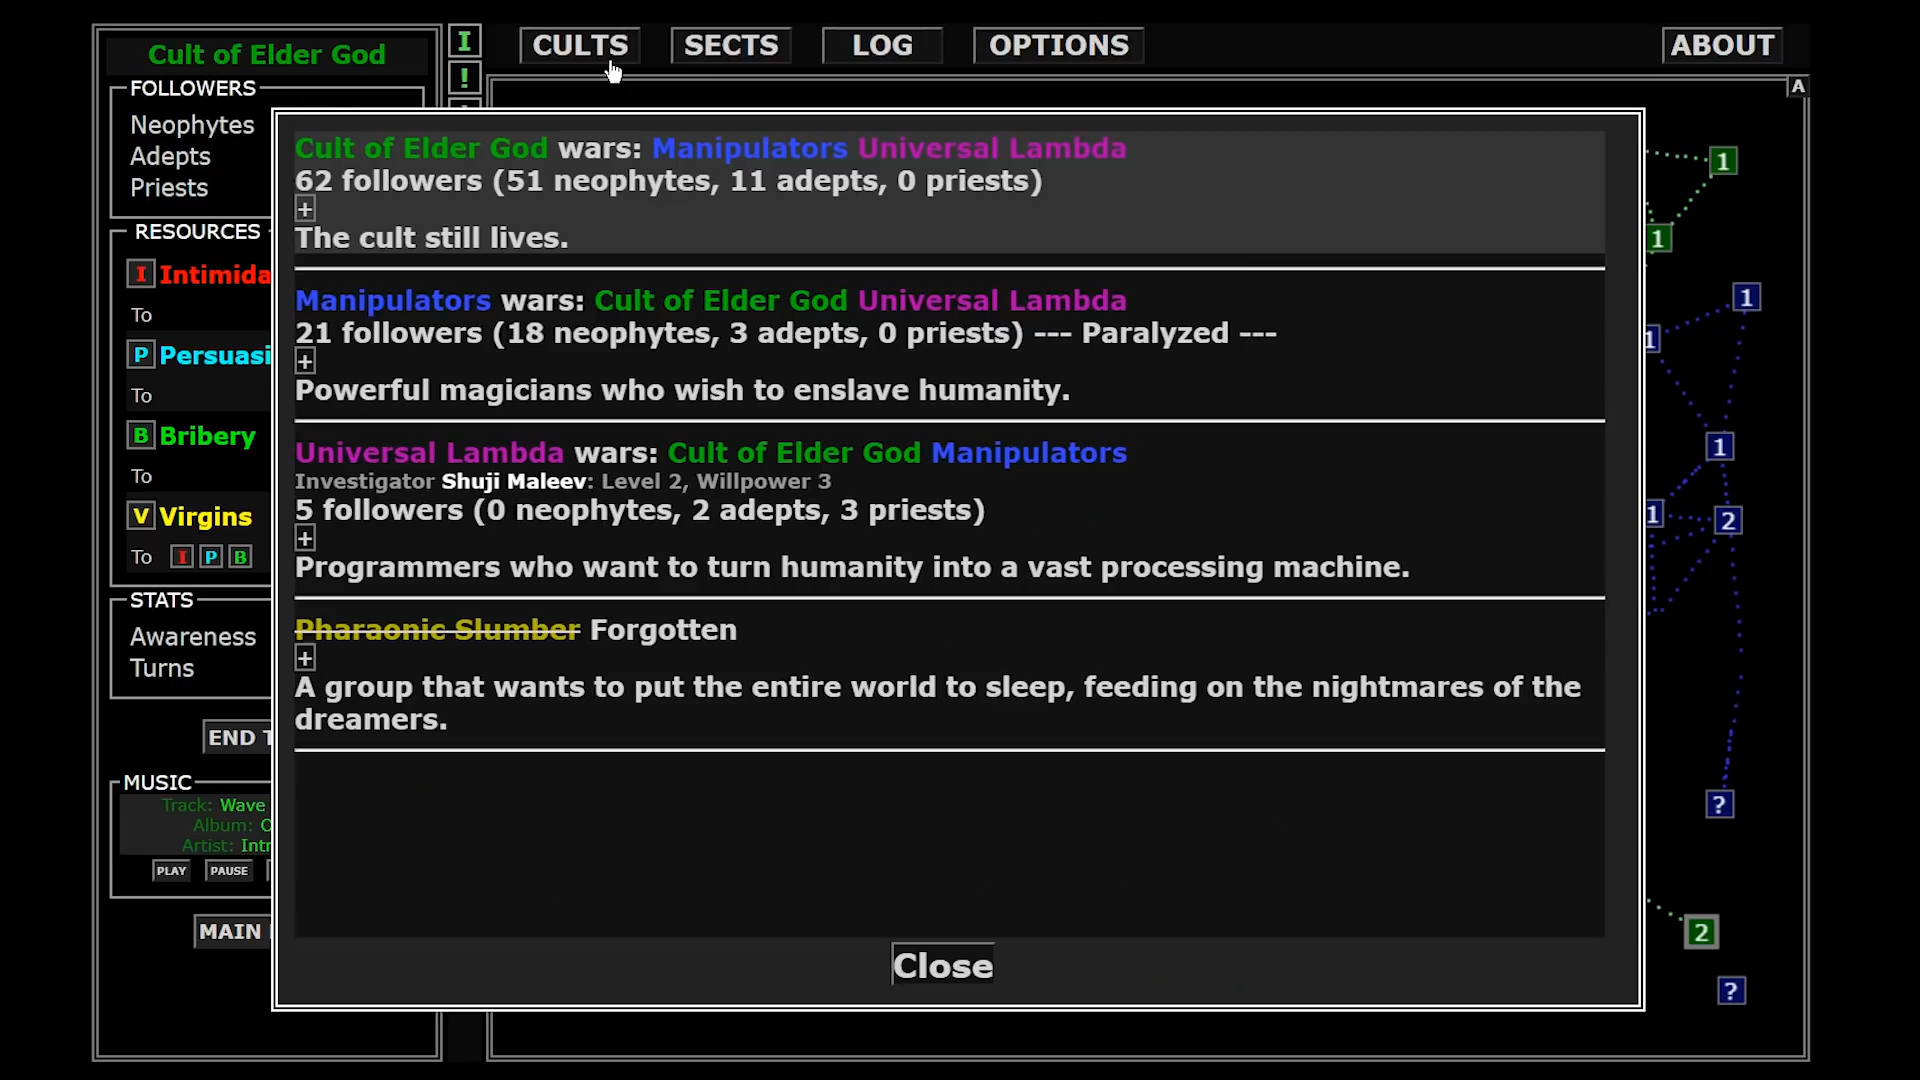 Cult of Elder God
FOLLOWERS
Neophytes
Adepts
Priests
RESOURCES
I Intimida
To
P Persuasi
To
B Bribery
To
V Virgins
To I P B
STATS
Awareness
Turns
END T
MUSIC
Track: Wave
Album: O
Artist: Intr
PLAY PAUSE
MAIN
I
!
CULTS SECTS LOG OPTIONS ABOUT
A
Cult of Elder God wars: Manipulators Universal Lambda
62 followers (51 neophytes, 11 adepts, 0 priests)
+
The cult still lives.
Manipulators wars: Cult of Elder God Universal Lambda
21 followers (18 neophytes, 3 adepts, 0 priests) --- Paralyzed ---
+
Powerful magicians who wish to enslave humanity.
Universal Lambda wars: Cult of Elder God Manipulators
Investigator Shuji Maleev: Level 2, Willpower 3
5 followers (0 neophytes, 2 adepts, 3 priests)
+
Programmers who want to turn humanity into a vast processing machine.
Pharaonic Slumber Forgotten
+
A group that wants to put the entire world to sleep, feeding on the nightmares of the
dreamers.
Close
1
1
1
1
1
1
2
?
2
?